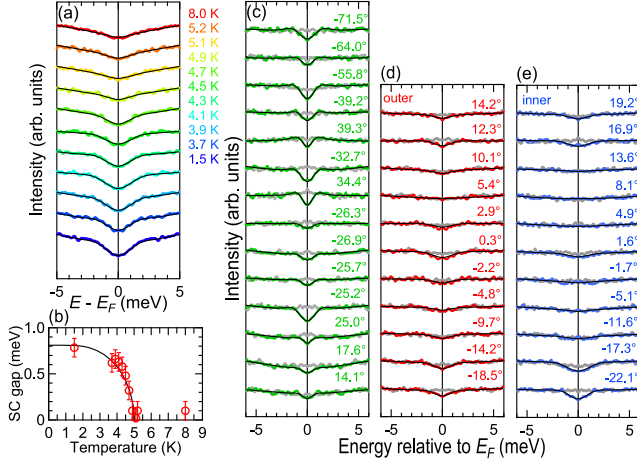 (a)
Intensity (arb. units)
8.0 K
5.2 K
5.1 K
4.9 K
4.7 K
4.5 K
4.3 K
4.1 K
3.9 K
3.7 K
1.5 K
-5 0 5
E - E_F (meV)
(b)
SC gap (meV)
1.0
0.5
0
0 1 2 3 4 5 6 7 8 9
Temperature (K)
(c)
Intensity (arb. units)
-71.5°
-64.0°
-55.8°
-39.2°
39.3°
-32.7°
34.4°
-26.3°
-26.9°
-25.7°
-25.2°
25.0°
17.6°
14.1°
-5 0 5
(d)
outer
14.2°
12.3°
10.1°
5.4°
2.9°
0.3°
-2.2°
-4.8°
-9.7°
-14.2°
-18.5°
-5 0 5
(e)
inner
19.2°
16.9°
13.6°
8.1°
4.9°
1.6°
-1.7°
-5.1°
-11.6°
-17.3°
-22.1°
-5 0 5
Energy relative to E_F (meV)